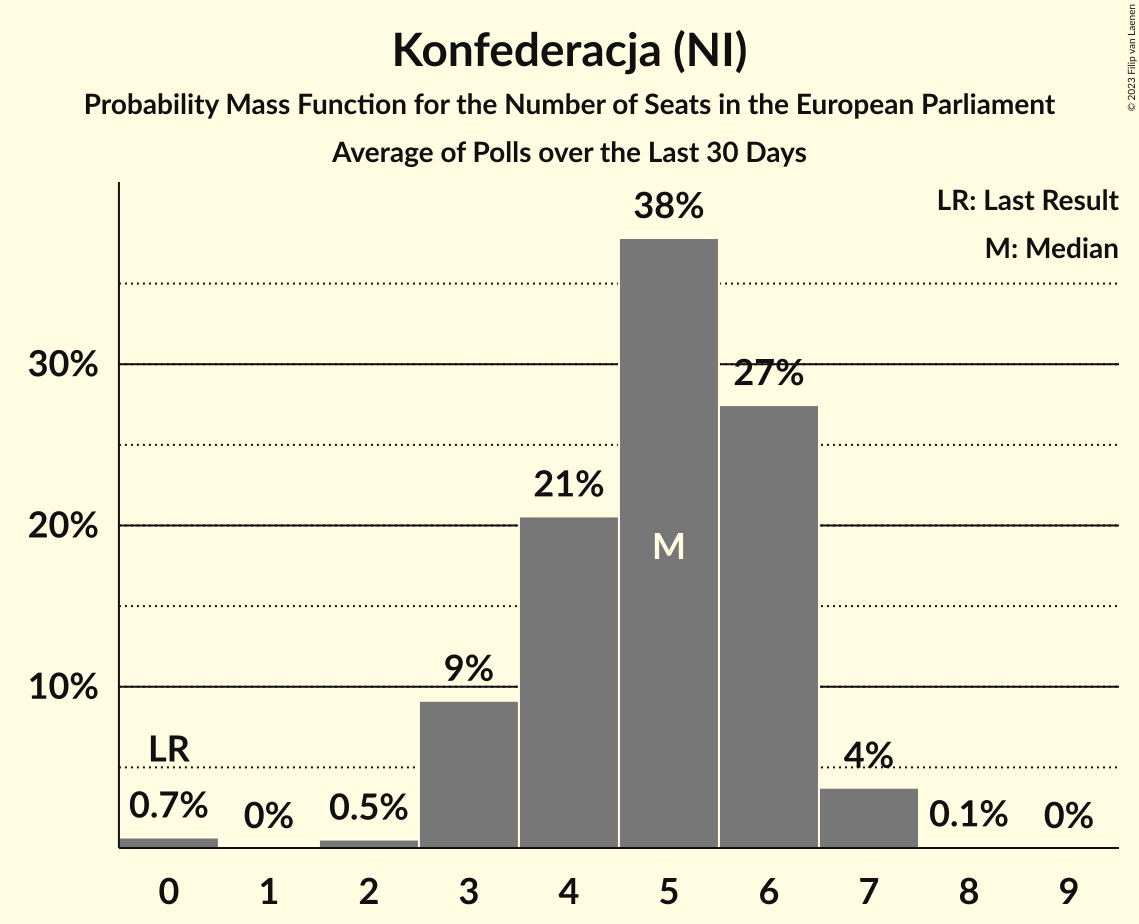 Konfederacja (NI)
Probability Mass Function for the Number of Seats in the European Parliament
Average of Polls over the Last 30 Days
© 2023 Filip van Laenen
LR: Last Result
M: Median
38%
30%
27%
21%
20%
M
9%
10%
LR
4%
0.7%
0%
0.5%
0.1%
0%
0 1 2 3 4 5 6 7 8 9